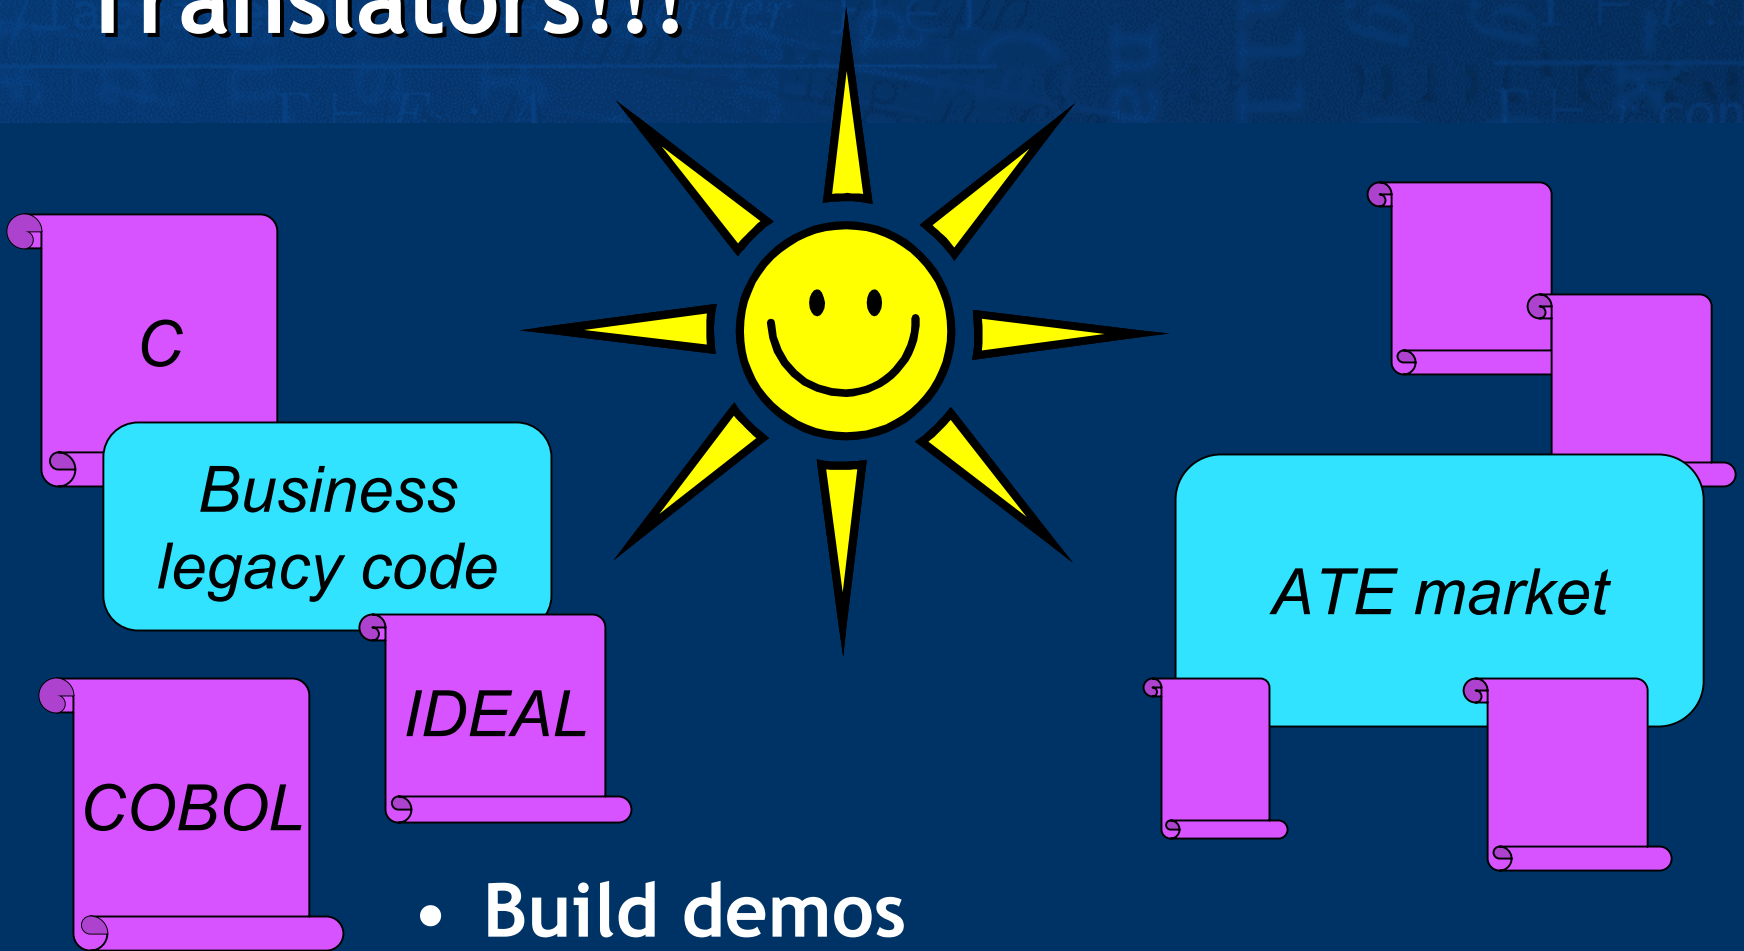 Translators!!!
C
Business
legacy code
IDEAL
COBOL
ATE market
• Build demos